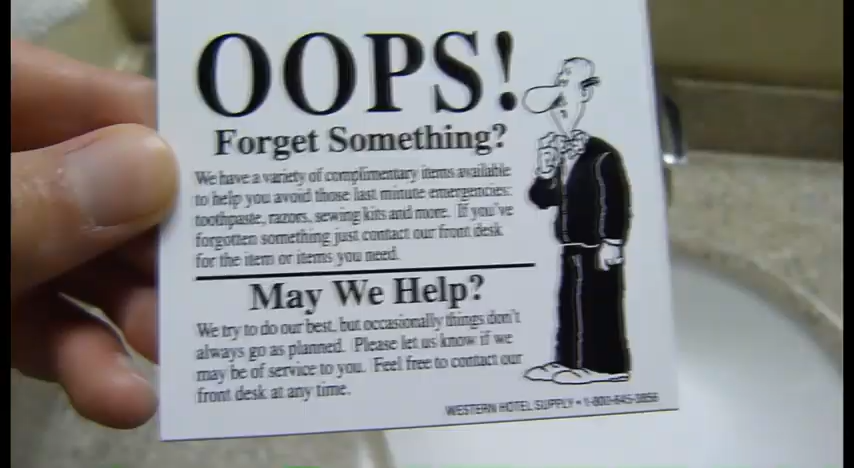 OOPS!
Forget Something?
We have a variety of complimentary items available
to help you avoid those last minute emergencies:
toothpaste, razors, sewing kits and more. If you've
forgotten something just contact our front desk
for the item or items you need.
May We Help?
We try to do our best, but occasionally things don't
always go as planned. Please let us know if we
may be of service to you. Feel free to contact our
front desk at any time.
WESTERN HOTEL SUPPLY • 1-800-645-